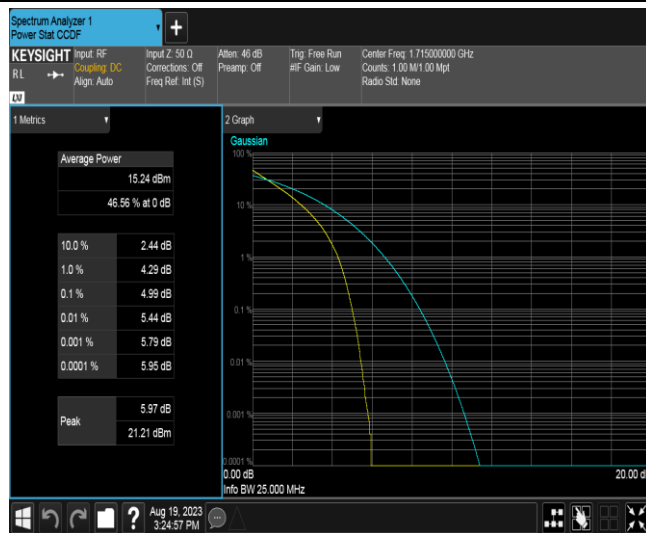 Spectrum Analyzer 1
Power Stat CCDF
+
KEYSIGHT
RL
LXI
Input: RF
Coupling: DC
Align: Auto
Input Z: 50 Ω
Corrections: Off
Freq Ref: Int (S)
Atten: 46 dB
Preamp: Off
Trig: Free Run
#IF Gain: Low
Center Freq: 1.715000000 GHz
Counts: 1.00 M/1.00 Mpt
Radio Std: None
1 Metrics
Average Power
15.24 dBm
46.56 % at 0 dB
10.0 % 2.44 dB
1.0 % 4.29 dB
0.1 % 4.99 dB
0.01 % 5.44 dB
0.001 % 5.79 dB
0.0001 % 5.95 dB
Peak
5.97 dB
21.21 dBm
2 Graph
Gaussian
100 %
10 %
1 %
0.1 %
0.01 %
0.001 %
0.0001 %
0.00 dB
20.00 d
Info BW 25.000 MHz
?
Aug 19, 2023
3:24:57 PM